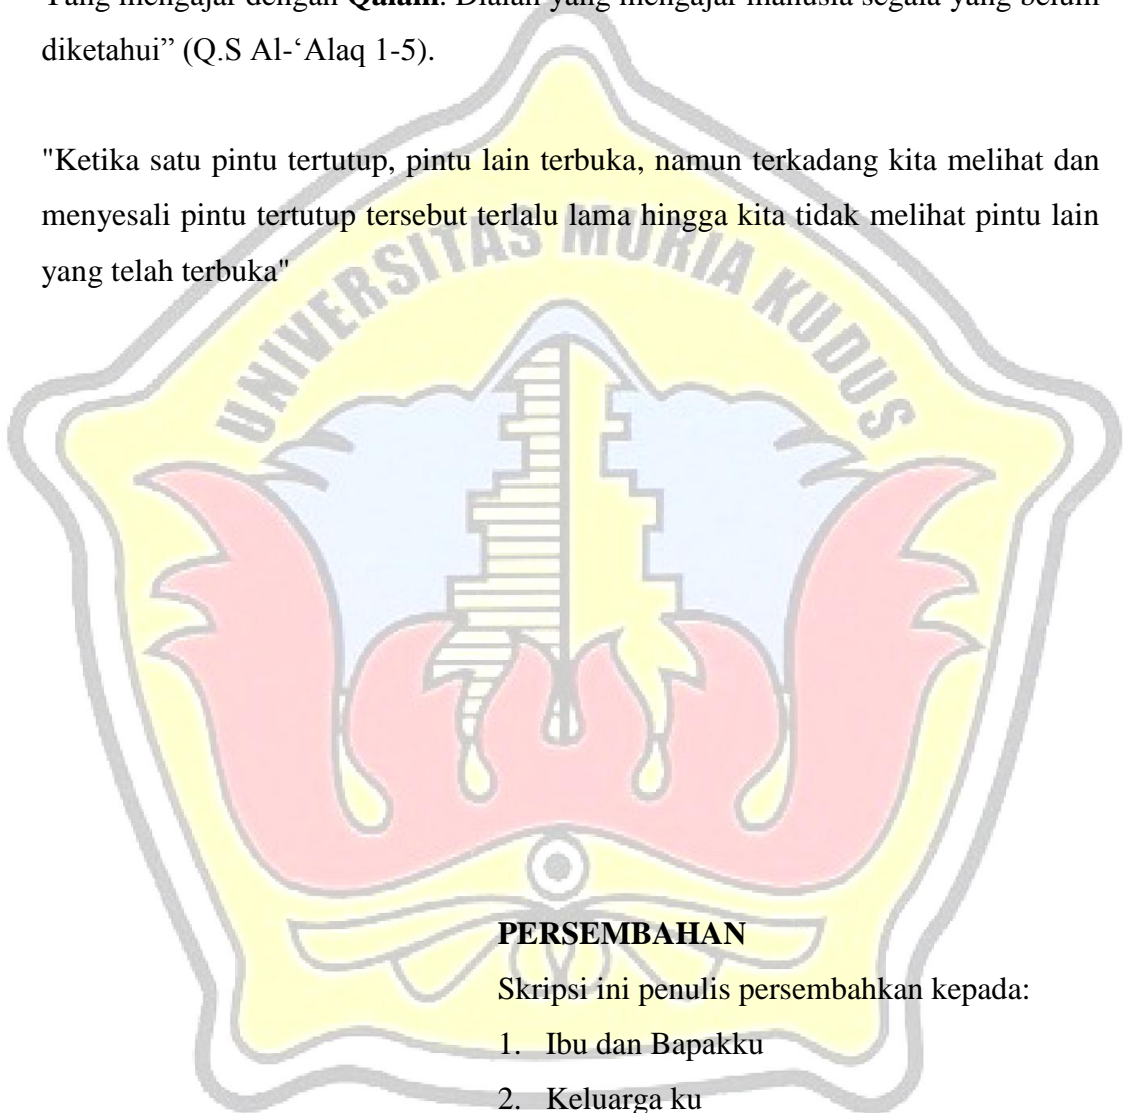 Yang mengajar dengan Qalam. Dialah yang mengajar manusia segala yang belum
diketahui” (Q.S Al-‘Alaq 1-5).
"Ketika satu pintu tertutup, pintu lain terbuka, namun terkadang kita melihat dan
menyesali pintu tertutup tersebut terlalu lama hingga kita tidak melihat pintu lain
yang telah terbuka"
UNIVERSITAS MURIA KUDUS
PERSEMBAHAN
Skripsi ini penulis persembahkan kepada:
1. Ibu dan Bapakku
2. Keluarga ku